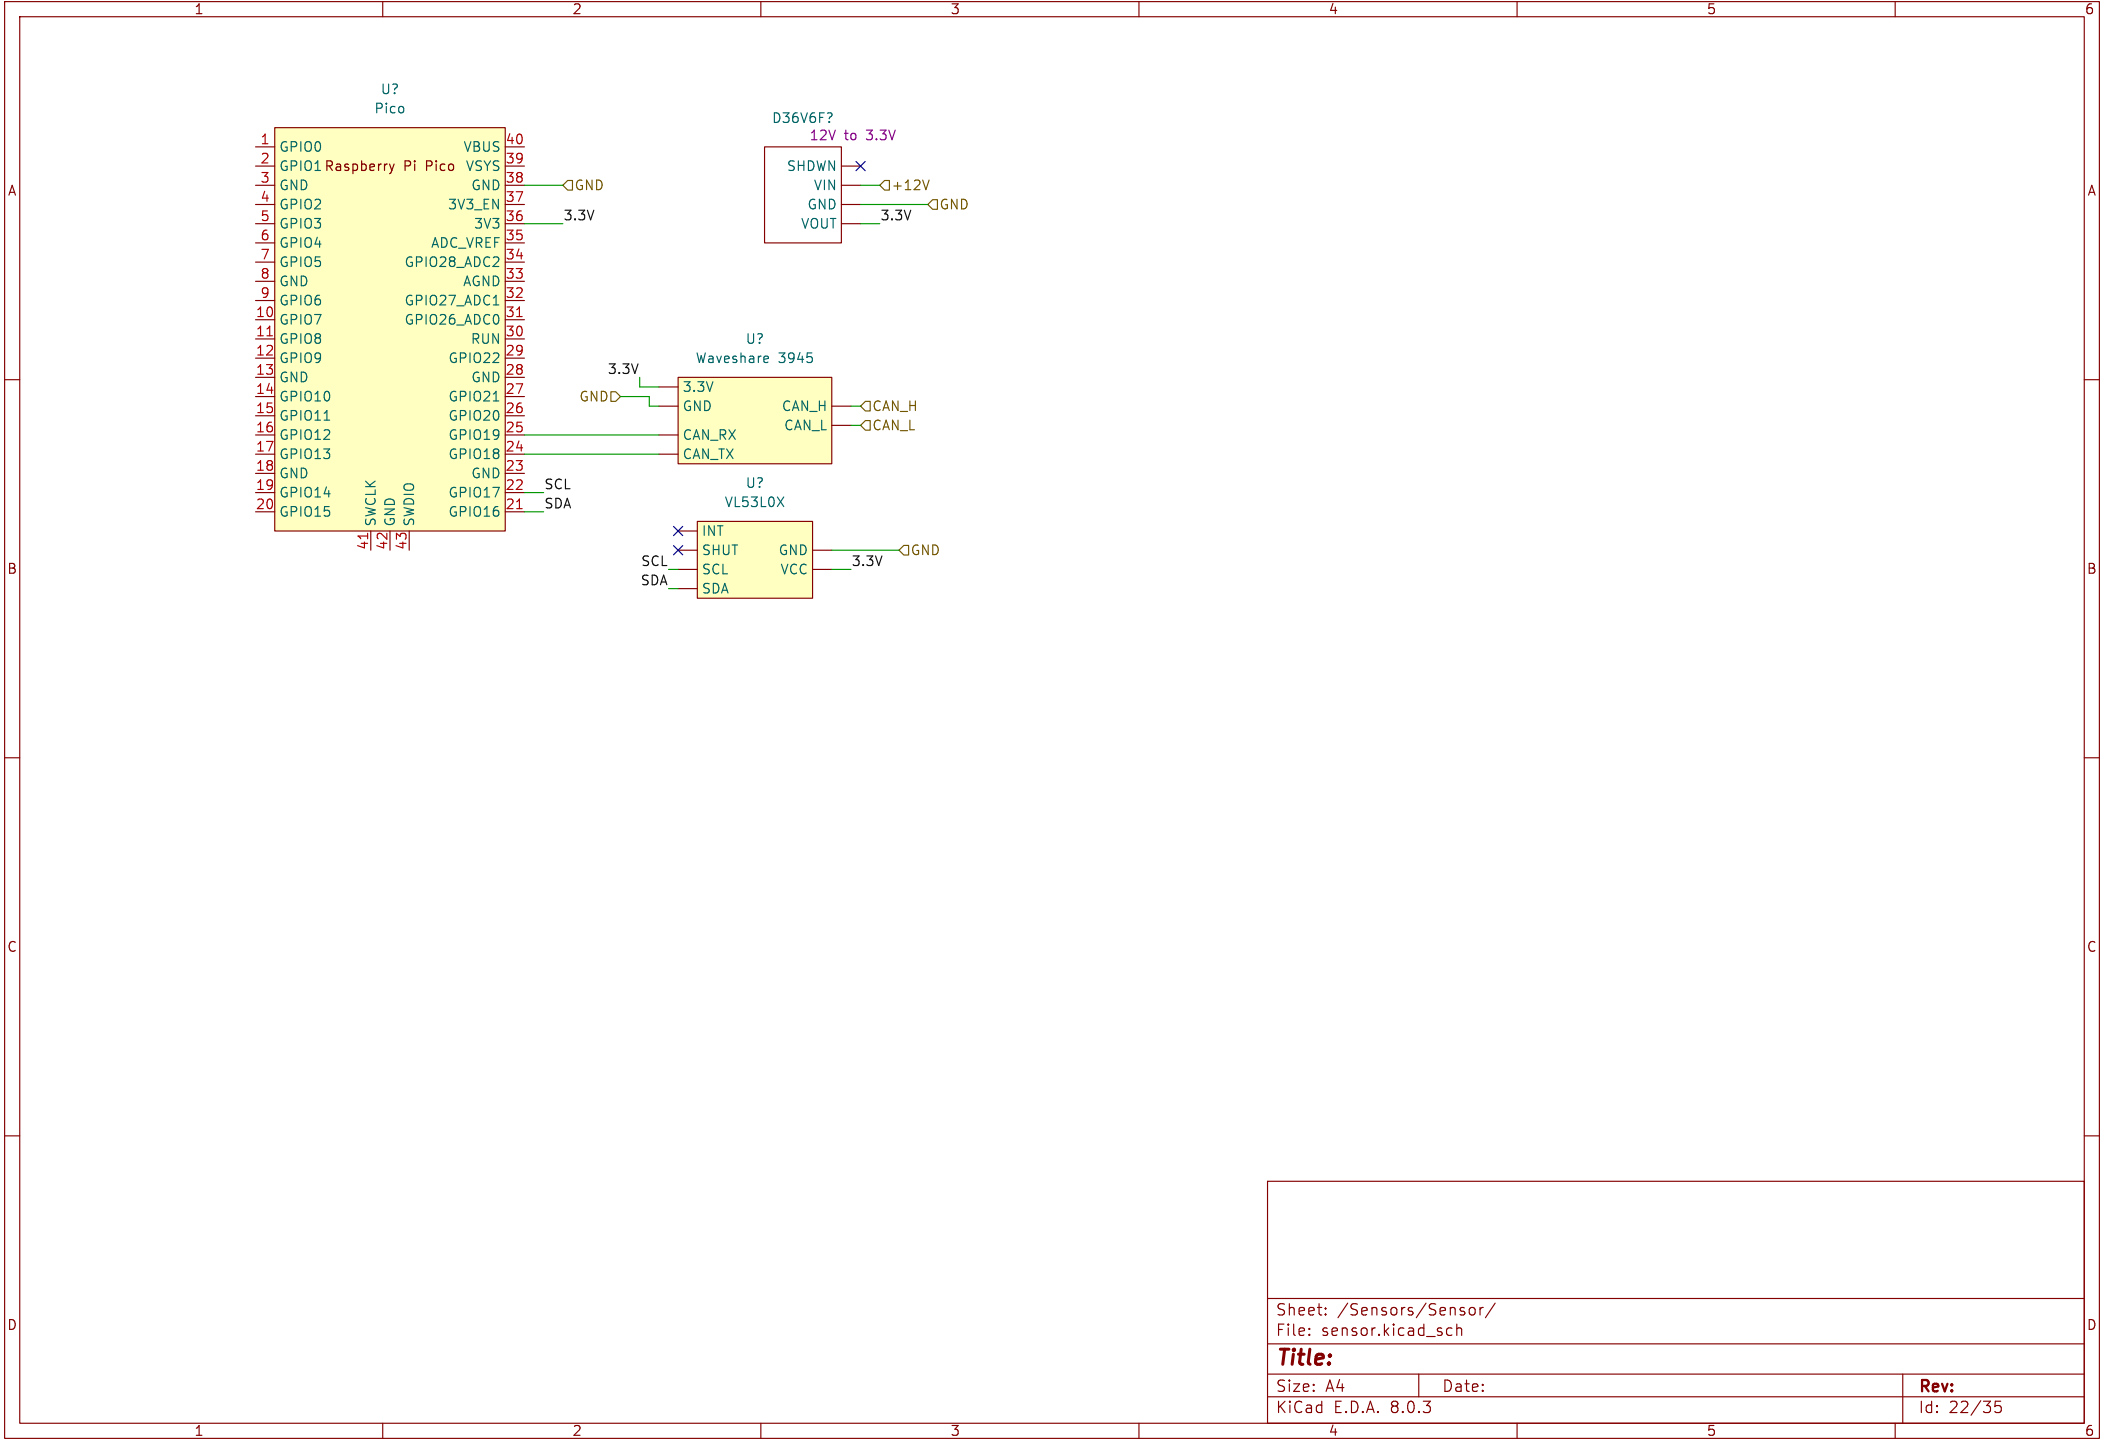 1 2 3 4 5 6
A
B
C
D
U?
Pico
Raspberry Pi Pico
1 GPIO0
2 GPIO1
3 GND
4 GPIO2
5 GPIO3
6 GPIO4
7 GPIO5
8 GND
9 GPIO6
10 GPIO7
11 GPIO8
12 GPIO9
13 GND
14 GPIO10
15 GPIO11
16 GPIO12
17 GPIO13
18 GND
19 GPIO14
20 GPIO15
SWCLK 41
GND 42
SWDIO 43
VBUS 40
VSYS 39
GND 38 GND
3V3_EN 37
3V3 36 3.3V
ADC_VREF 35
GPIO28_ADC2 34
AGND 33
GPIO27_ADC1 32
GPIO26_ADC0 31
RUN 30
GPIO22 29
GND 28
GPIO21 27
GPIO20 26
GPIO19 25
GPIO18 24
GND 23
GPIO17 22 SCL
GPIO16 21 SDA
D36V6F?
12V to 3.3V
SHDWN
VIN +12V
GND GND
VOUT 3.3V
U?
Waveshare 3945
3.3V 3.3V
GND GND
CAN_RX
CAN_TX
CAN_H CAN_H
CAN_L CAN_L
U?
VL53L0X
INT
SHUT
SCL SCL
SDA SDA
GND GND
VCC 3.3V
A
B
C
D
Sheet: /Sensors/Sensor/
File: sensor.kicad_sch
Title:
Size: A4 Date: Rev:
KiCad E.D.A. 8.0.3 Id: 22/35
1 2 3 4 5 6